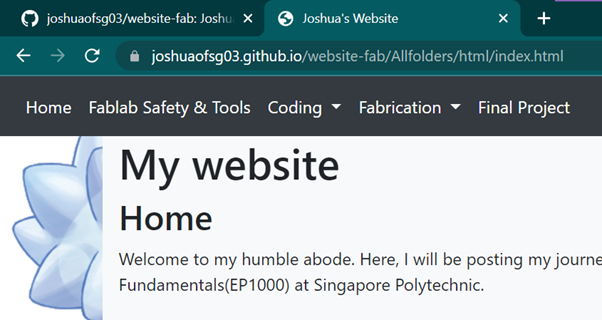 joshuaofsg03/website-fab: Joshu
Joshua's Website
joshuaofsg03.github.io/website-fab/Allfolders/html/index.html
Home Fablab Safety & Tools Coding Fabrication Final Project
My website
Home
Welcome to my humble abode. Here, I will be posting my journe
Fundamentals(EP1000) at Singapore Polytechnic.